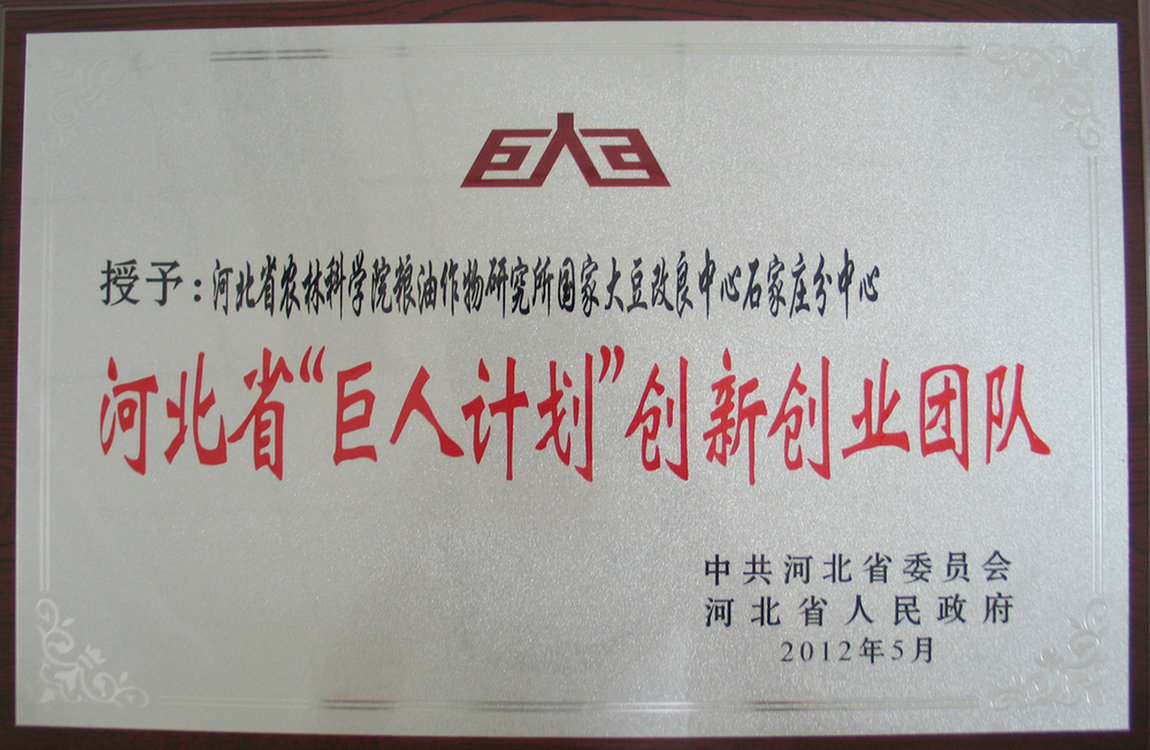 授予：河北省农林科学院粮油作物研究所国家大豆改良中心石家庄分中心
河北省“巨人计划”创新创业团队
中共河北省委员会
河北省人民政府
2012年5月